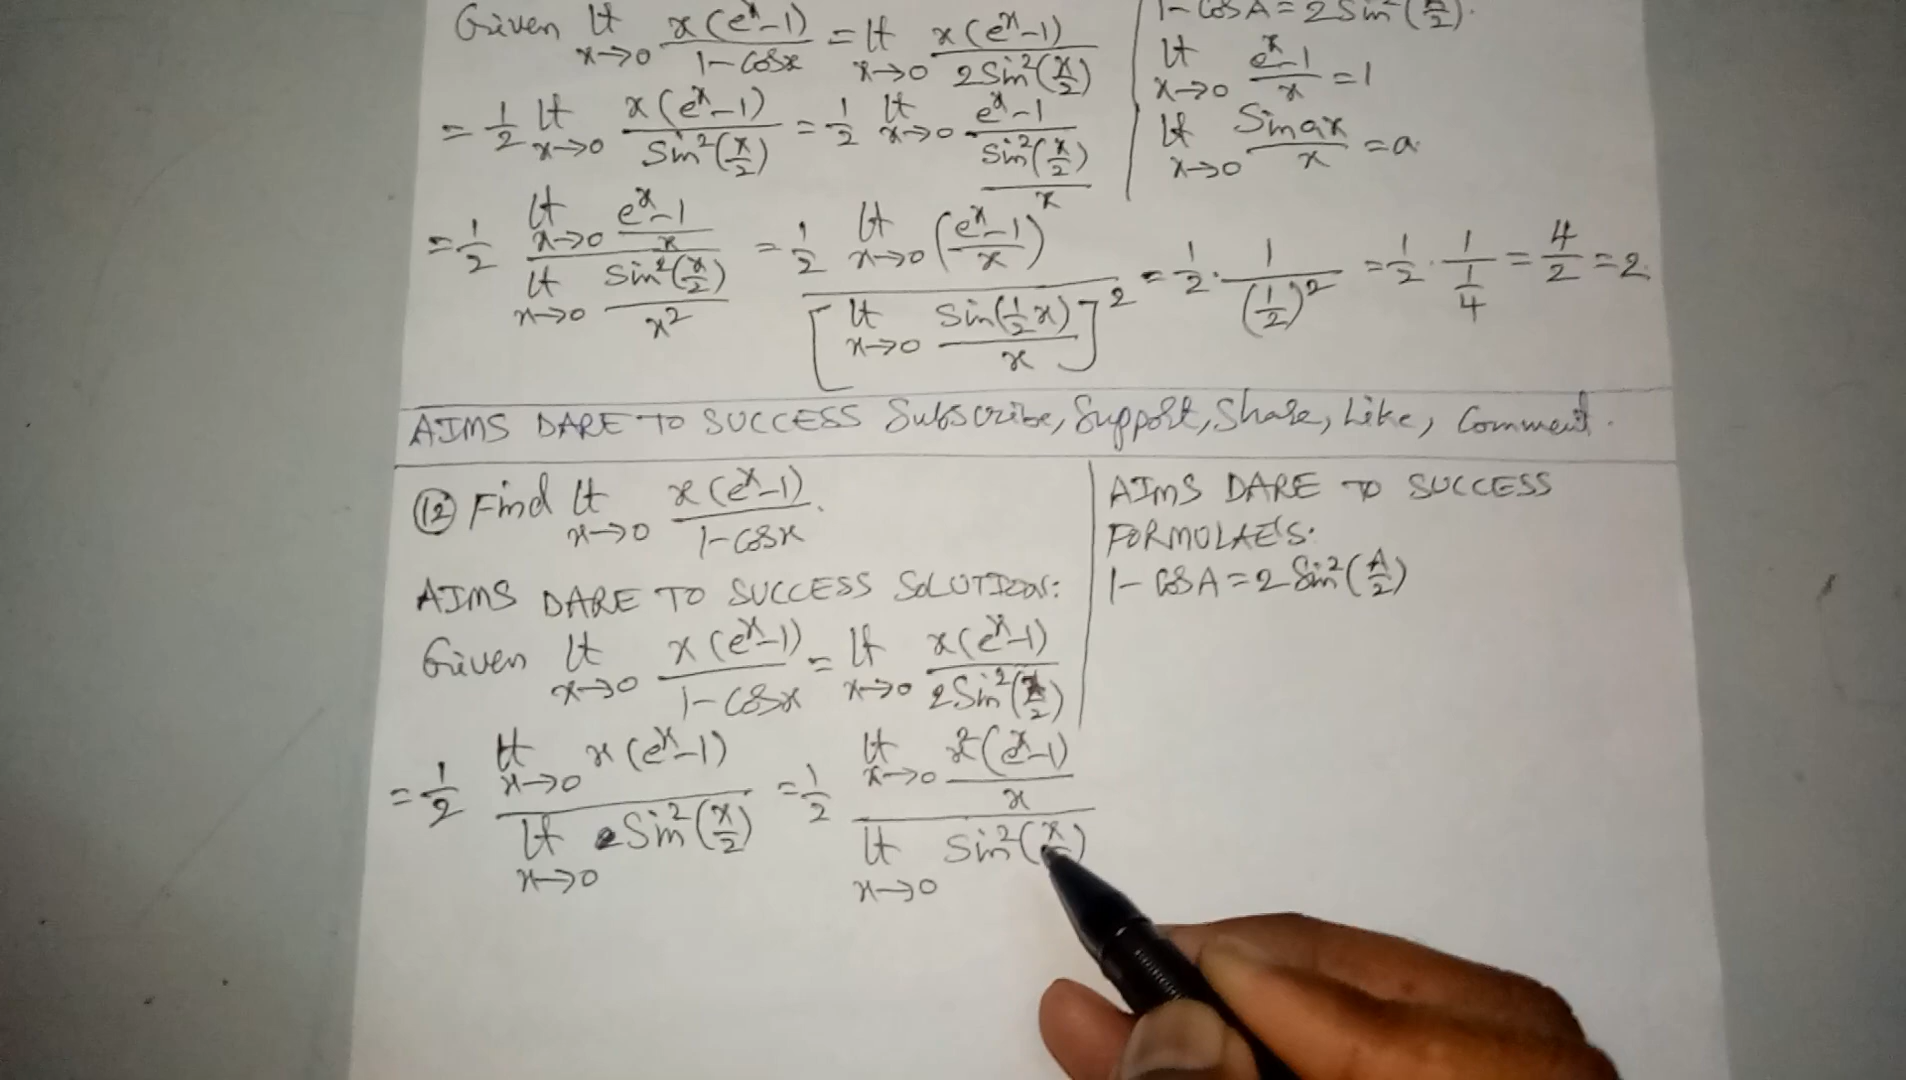 Given lt x→0 x(e^x-1)/1-cosx = lt x→0 x(e^x-1)/2Sin²(x/2)
= 1/2 lt x→0 x(e^x-1)/Sin²(x/2) = 1/2 lt x→0 e^x-1/Sin²(x/2)/x
= 1/2 lt x→0 e^x-1/x / lt x→0 Sin²(x/2)/x² = 1/2 lt x→0 (e^x-1/x) / [lt x→0 Sin(1/2 x)/x]² = 1/2 · 1/(1/2)² = 1/2 · 1/1/4 = 4/2 = 2
1-cosA = 2Sin²(A/2).
lt x→0 e^x-1/x = 1
lt x→0 Sinax/x = a
AIMS DARE TO SUCCESS Subscribe, Support, Share, Like, Comment.
⑫ Find lt x→0 x(e^x-1)/1-cosx.
AIMS DARE TO SUCCESS SOLUTION:
Given lt x→0 x(e^x-1)/1-cosx = lt x→0 x(e^x-1)/2Sin²(x/2)
= 1/2 lt x→0 x(e^x-1) / lt x→0 Sin²(x/2) = 1/2 lt x→0 x²(e^x-1)/x / lt x→0 Sin²(x/
AIMS DARE TO SUCCESS
FORMULAE'S:
1-cosA = 2Sin²(A/2)